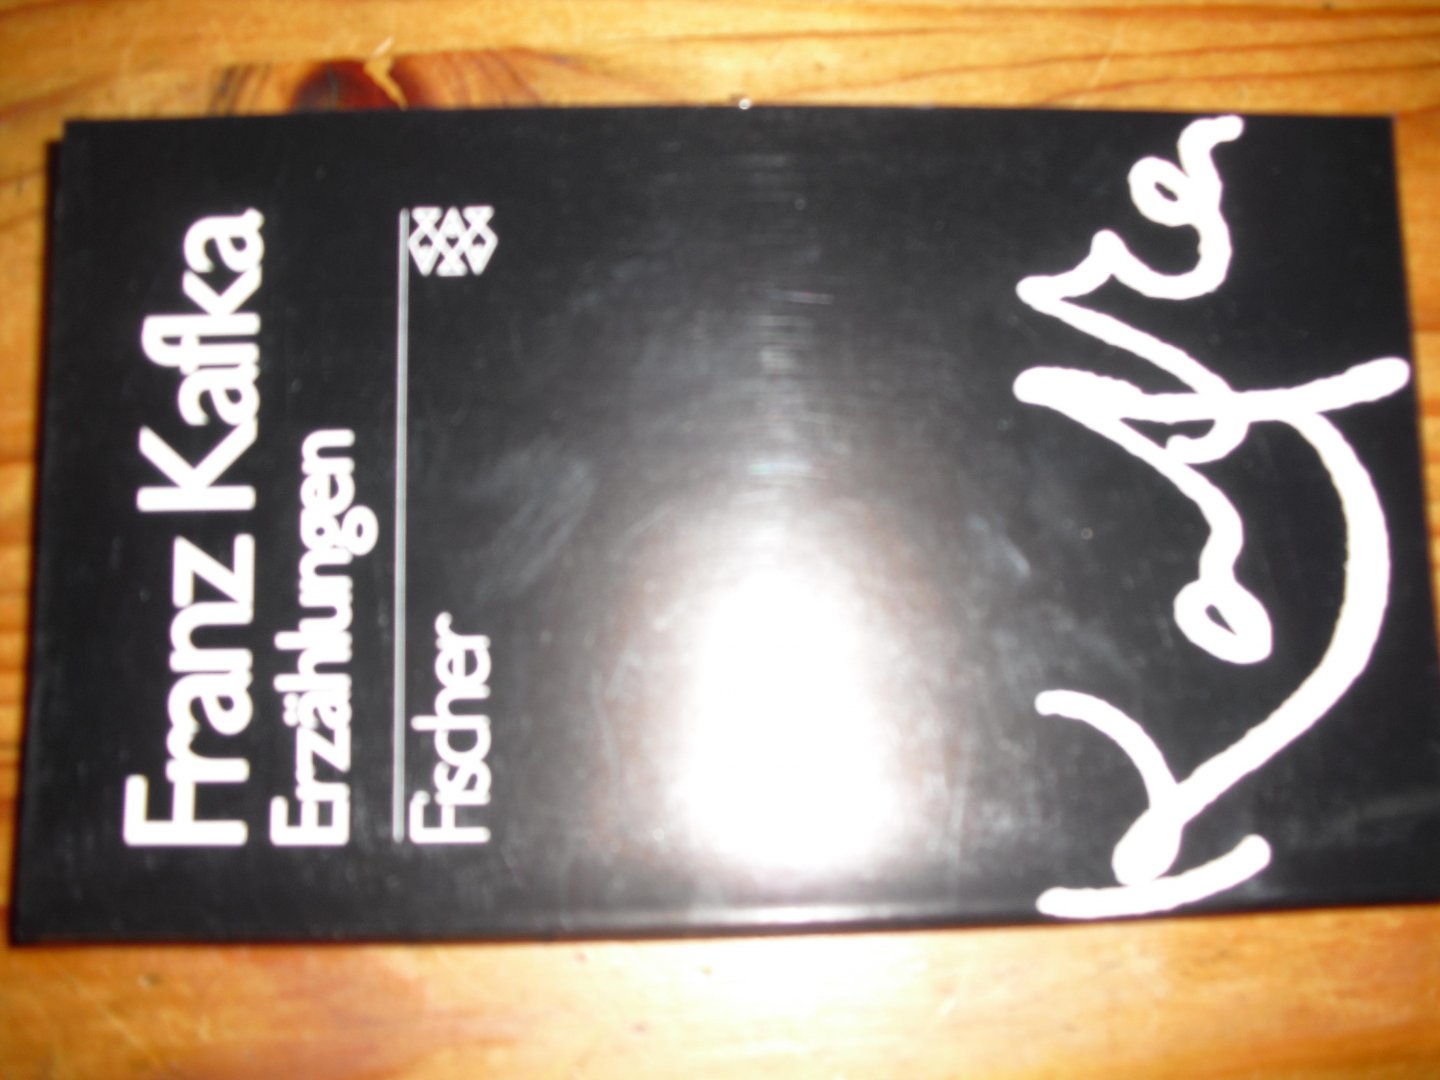 Franz Kafka
Erzählungen
Fischer
Kafka